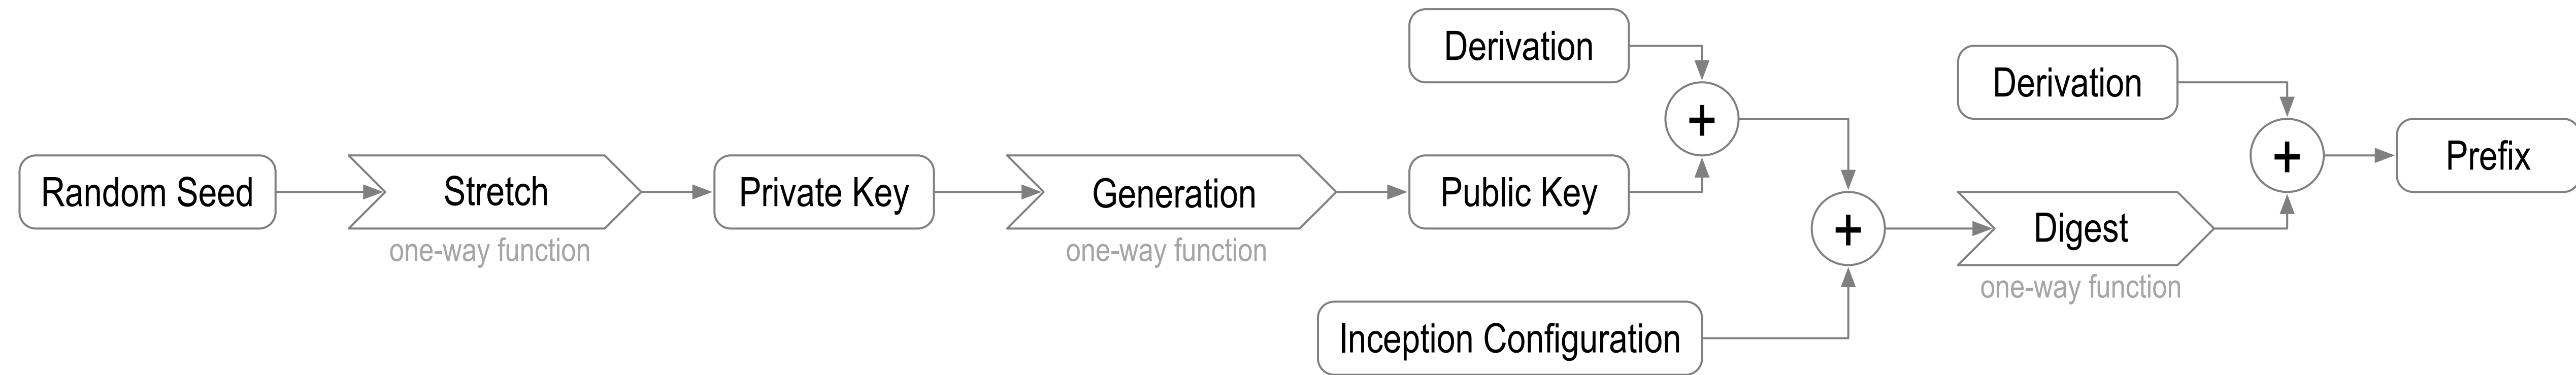 Random Seed
Stretch
one-way function
Private Key
Generation
one-way function
Derivation
+
Public Key
+
Inception Configuration
Derivation
Digest
one-way function
+
Prefix